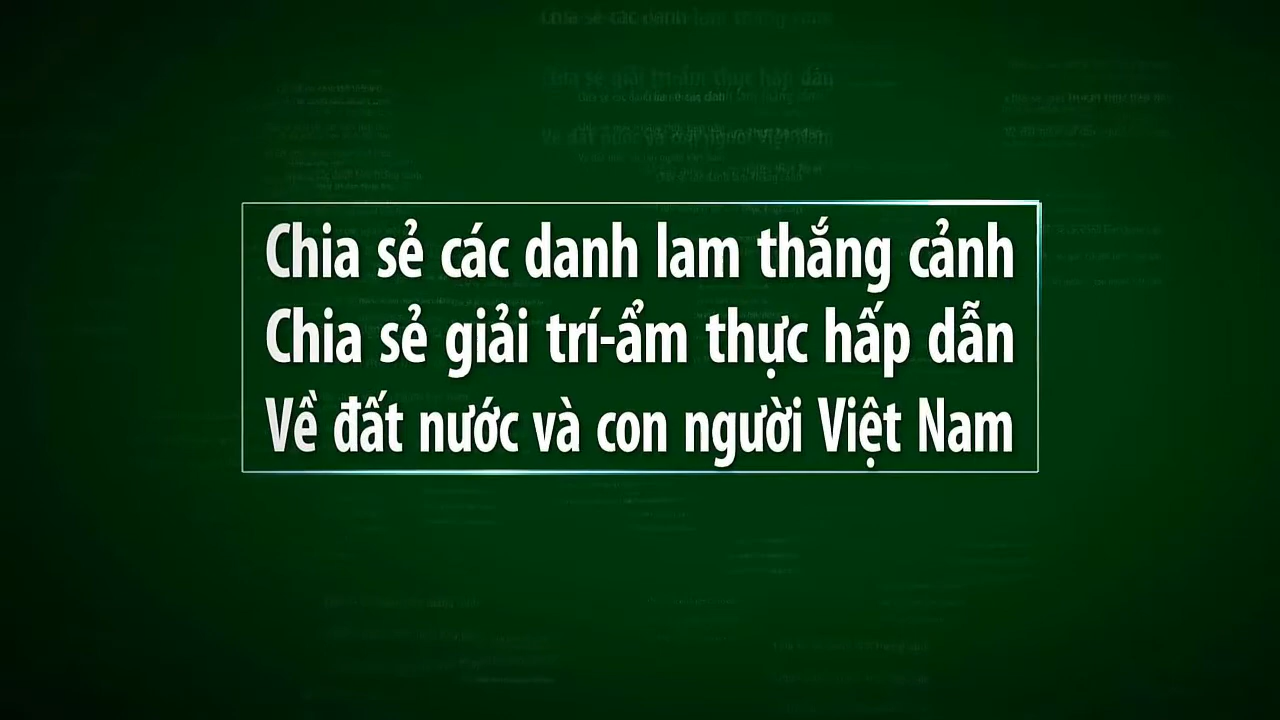 Chia sẻ các danh lam thắng cảnh
Chia sẻ giải trí-ẩm thực hấp dẫn
Về đất nước và con người Việt Nam